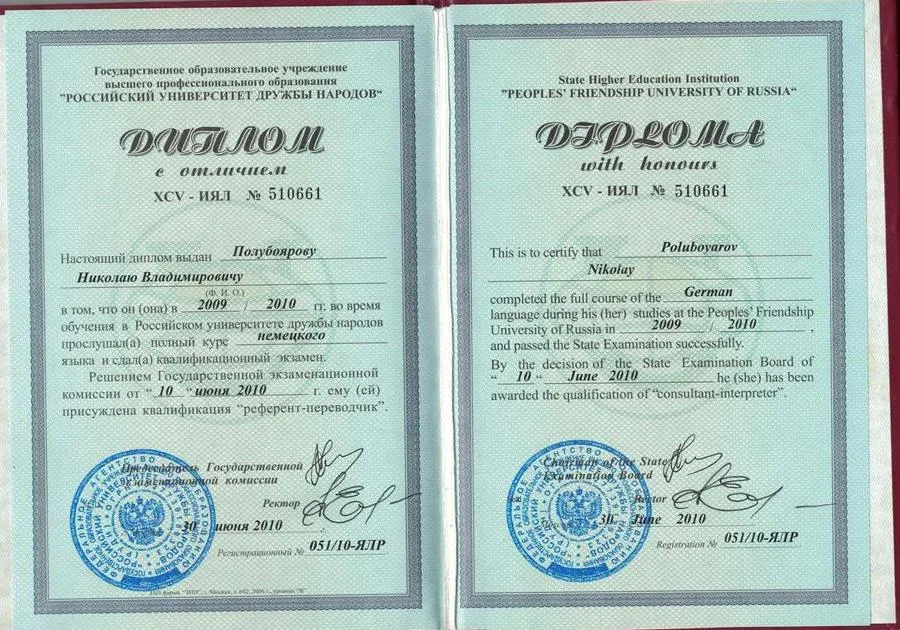 Государственное образовательное учреждение
высшего профессионального образования
"РОССИЙСКИЙ УНИВЕРСИТЕТ ДРУЖБЫ НАРОДОВ"
ДИПЛОМ
с отличием
XCV - ИЯЛ № 510661
Настоящий диплом выдан Полубоярову
Николаю Владимировичу
(Ф. И. О.)
в том, что он (она) в 2009 / 2010 гг. во время
обучения в Российском университете дружбы народов
прослушал(а) полный курс немецкого
языка и сдал(а) квалификационный экзамен.
Решением Государственной экзаменационной
комиссии от "10 " июня 2010 г. ему (ей)
присуждена квалификация "референт-переводчик".
Председатель Государственной
экзаменационной комиссии
Ректор
30 июня 2010
Регистрационный № 051/10-ЯЛР
State Higher Education Institution
"PEOPLES' FRIENDSHIP UNIVERSITY OF RUSSIA"
DIPLOMA
with honours
XCV - ИЯЛ № 510661
This is to certify that Poluboyarov
Nikolay
completed the full course of the German
language during his (her) studies at the Peoples' Friendship
University of Russia in 2009 / 2010 ,
and passed the State Examination successfully.
By the decision of the State Examination Board of
" 10 " June 2010 he (she) has been
awarded the qualification of "consultant-interpreter".
Chairman of the State
Examination Board
Rector
30 June 2010
Registration № 051/10-ЯЛР